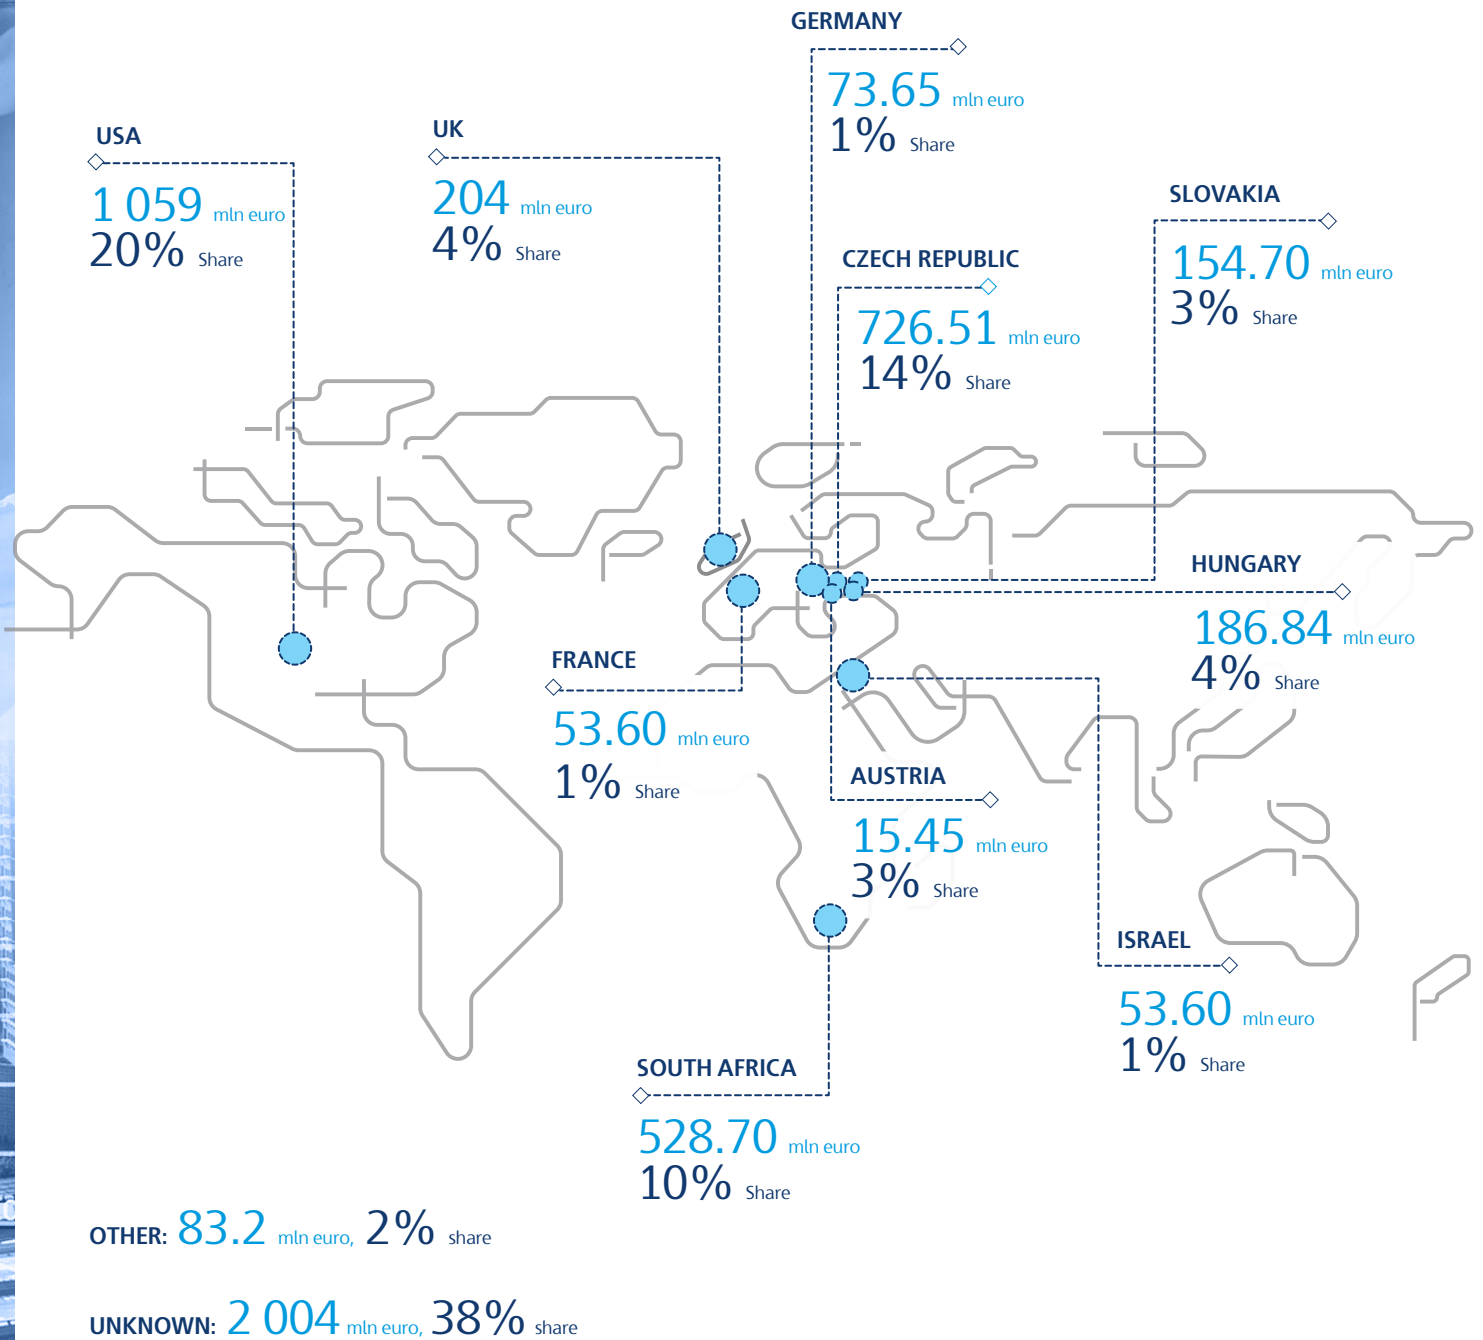 GERMANY
73.65 mln euro
1% Share
USA
1 059 mln euro
20% Share
UK
204 mln euro
4% Share
SLOVAKIA
154.70 mln euro
3% Share
CZECH REPUBLIC
726.51 mln euro
14% Share
HUNGARY
186.84 mln euro
4% Share
FRANCE
53.60 mln euro
1% Share
AUSTRIA
15.45 mln euro
3% Share
ISRAEL
53.60 mln euro
1% Share
SOUTH AFRICA
528.70 mln euro
10% Share
OTHER: 83.2 mln euro, 2% share
UNKNOWN: 2 004 mln euro, 38% share